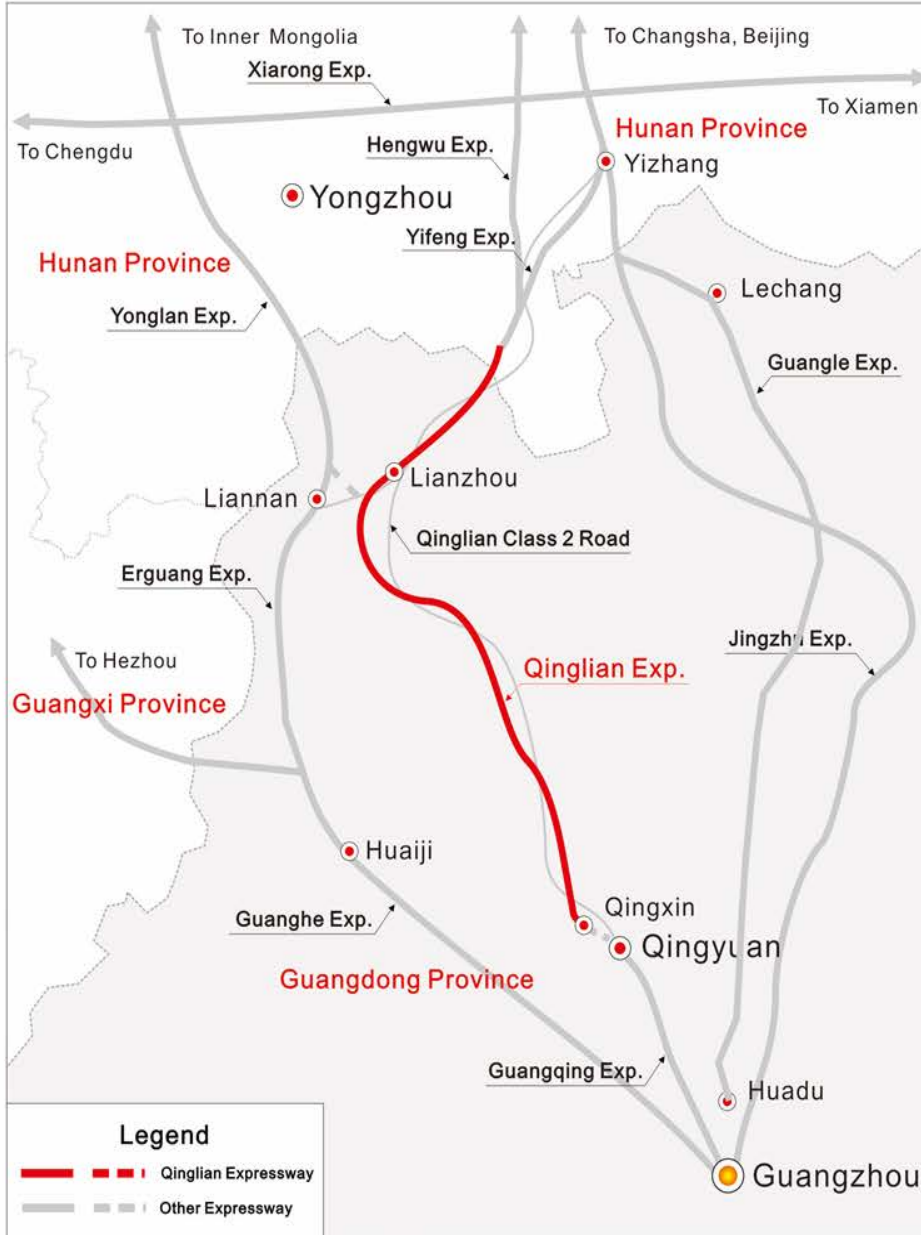 To Inner Mongolia
To Changsha, Beijing
Xiarong Exp.
To Xiamen
To Chengdu
Hengwu Exp.
Hunan Province
Yizhang
Yongzhou
Yifeng Exp.
Hunan Province
Lechang
Yonglan Exp.
Guangle Exp.
Lianzhou
Liannan
Qinglian Class 2 Road
Erguang Exp.
Jingzhu Exp.
To Hezhou
Qinglian Exp.
Guangxi Province
Huaiji
Qingxin
Guanghe Exp.
Qingyuan
Guangdong Province
Guangqing Exp.
Huadu
Legend
Qinglian Expressway
Other Expressway
Guangzhou